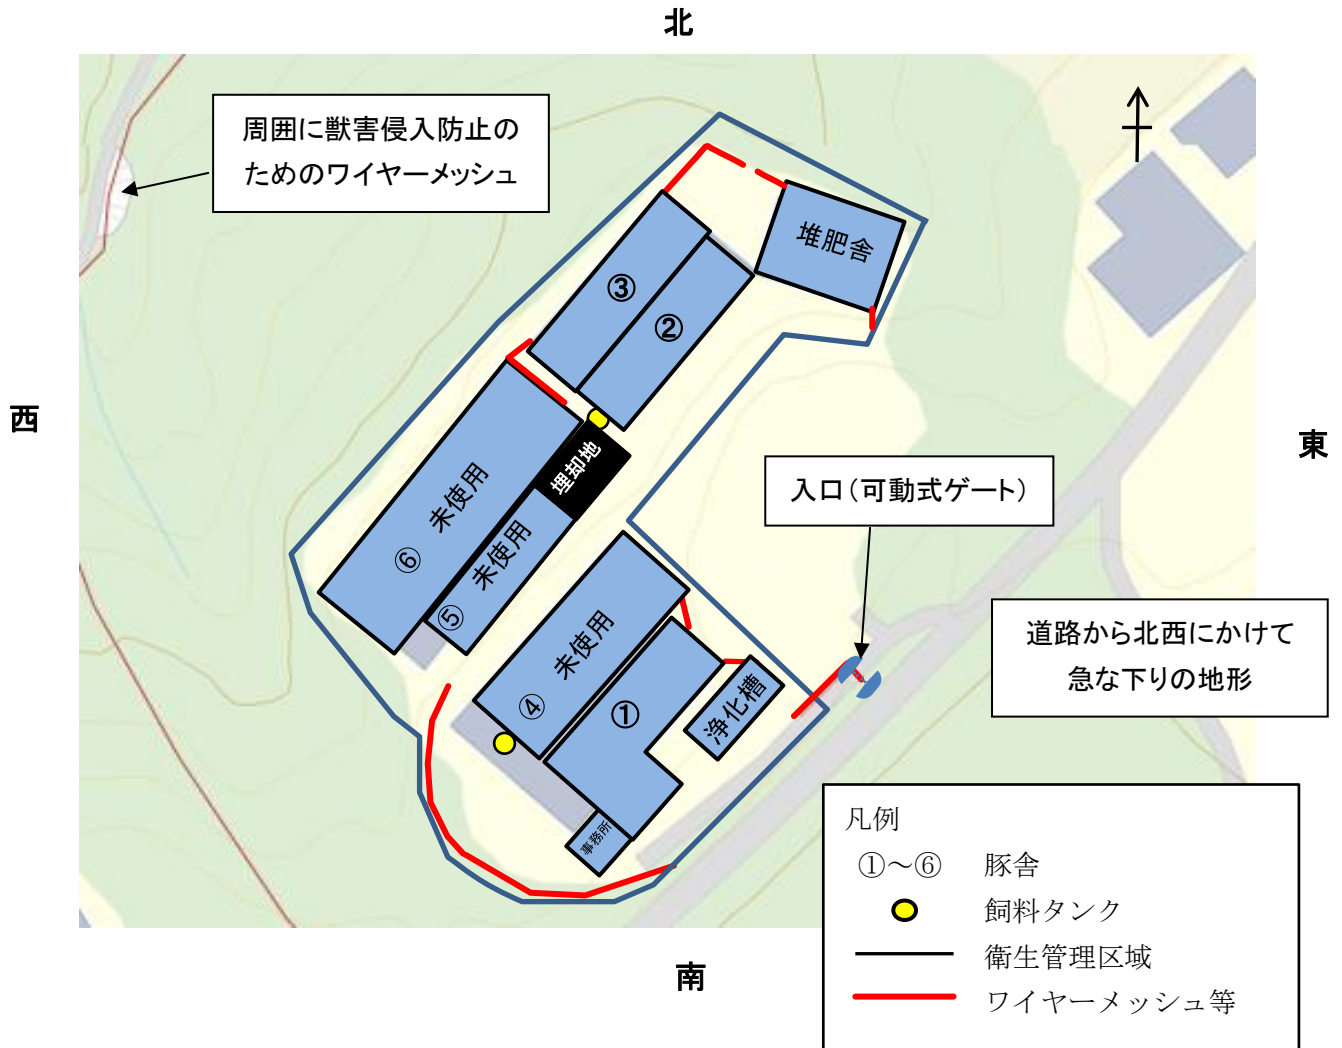 北
周囲に獣害侵入防止の
ためのワイヤーメッシュ
堆肥舎
③
②
西
東
埋却地
入口（可動式ゲート）
⑥ 未使用
⑤ 未使用
道路から北西にかけて
急な下りの地形
④ 未使用
①
浄化槽
事務所
凡例
①～⑥ 豚舎
飼料タンク
衛生管理区域
ワイヤーメッシュ等
南